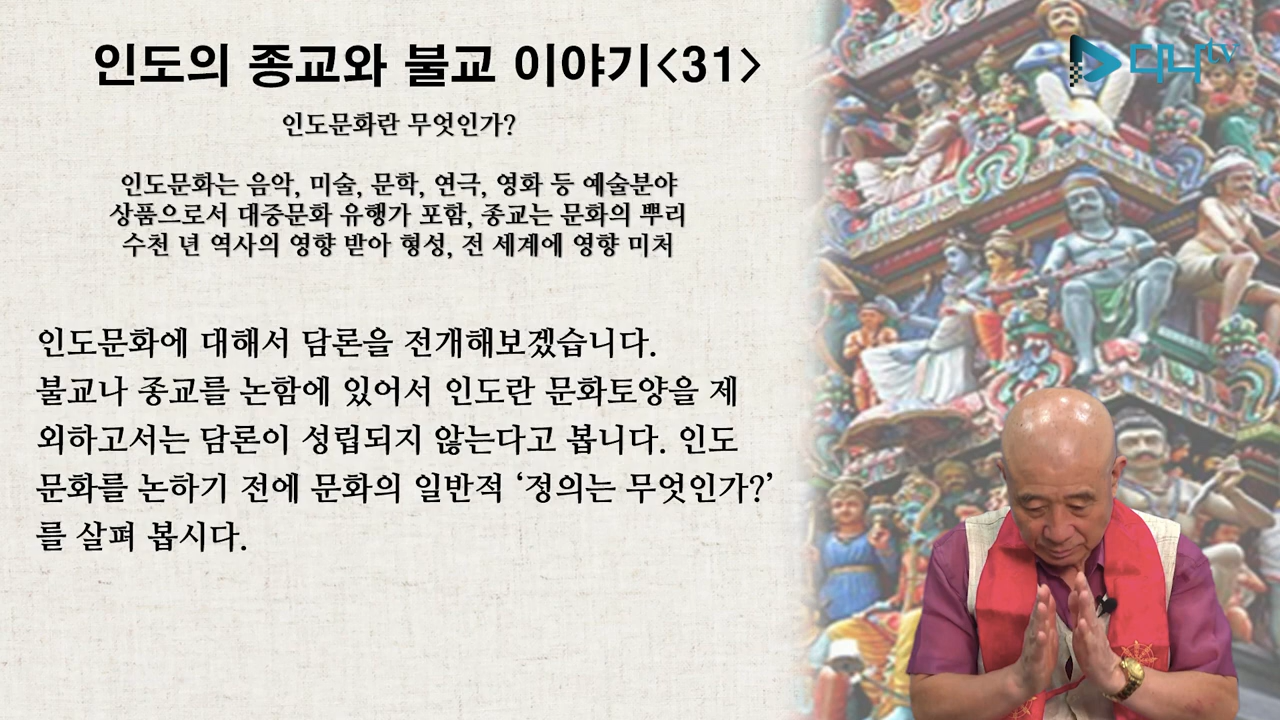 인도의 종교와 불교 이야기<31>
다나tv
인도문화란 무엇인가?
인도문화는 음악, 미술, 문학, 연극, 영화 등 예술분야
상품으로서 대중문화 유행가 포함, 종교는 문화의 뿌리
수천 년 역사의 영향 받아 형성, 전 세계에 영향 미처
인도문화에 대해서 담론을 전개해보겠습니다.
불교나 종교를 논함에 있어서 인도란 문화토양을 제
외하고서는 담론이 성립되지 않는다고 봅니다. 인도
문화를 논하기 전에 문화의 일반적 ‘정의는 무엇인가?’
를 살펴 봅시다.